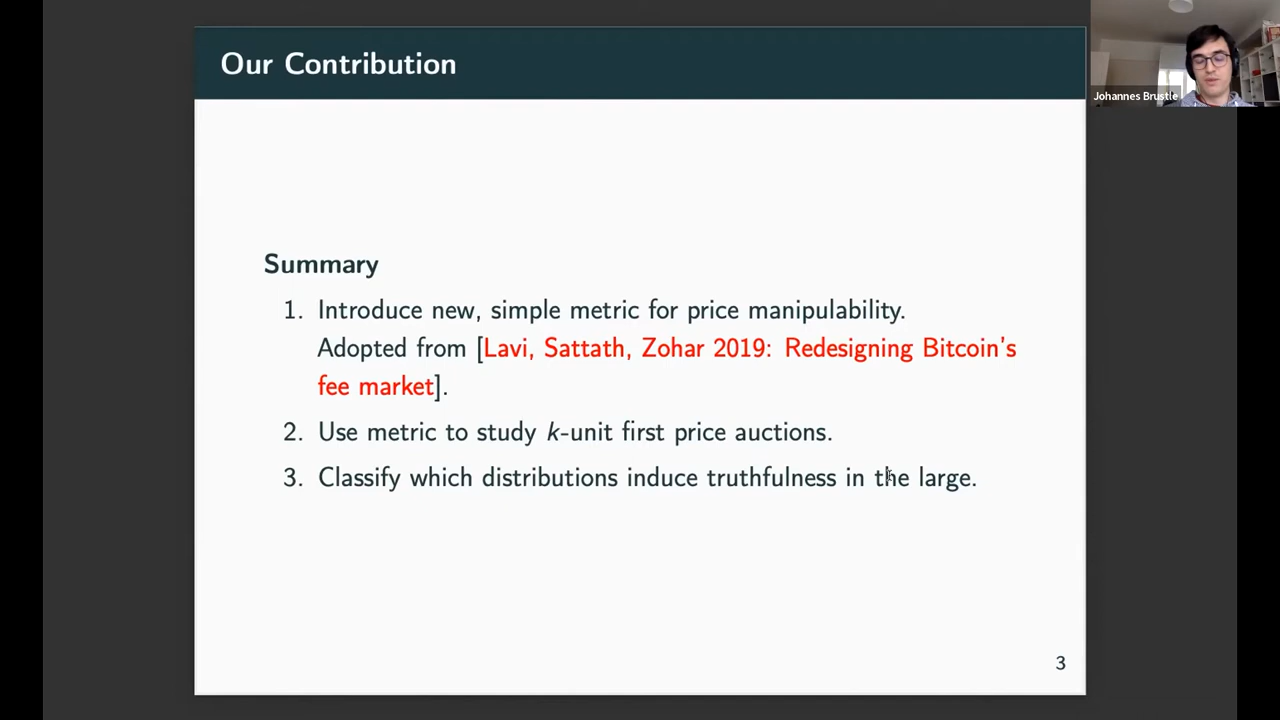 Our Contribution
Johannes Brustle
Summary
1. Introduce new, simple metric for price manipulability.
Adopted from [Lavi, Sattath, Zohar 2019: Redesigning Bitcoin's
fee market].
2. Use metric to study k-unit first price auctions.
3. Classify which distributions induce truthfulness in the large.
3